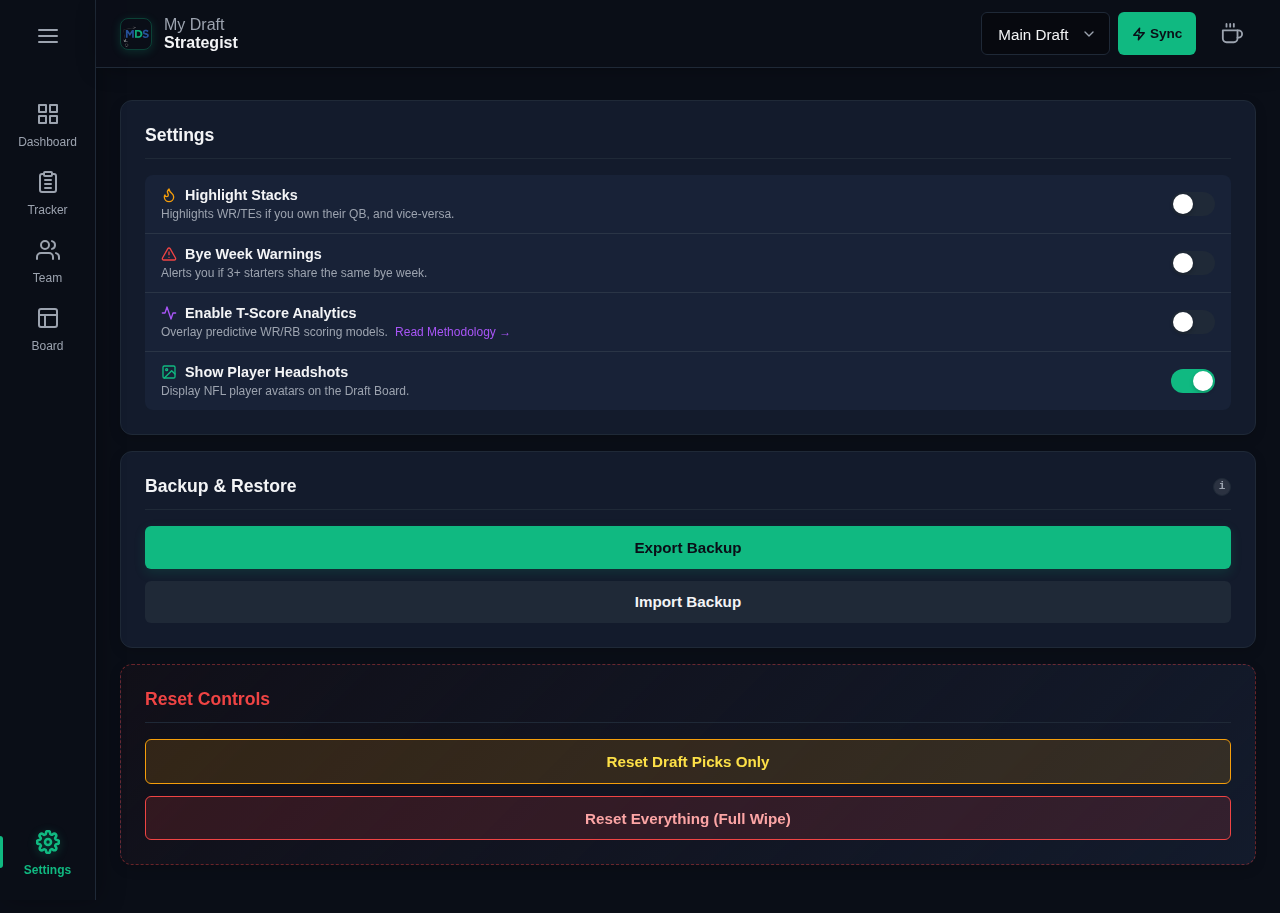 MDS
My Draft
Strategist
Main Draft
Sync
Dashboard
Tracker
Team
Board
Settings
Settings
Highlight Stacks
Highlights WR/TEs if you own their QB, and vice-versa.
Bye Week Warnings
Alerts you if 3+ starters share the same bye week.
Enable T-Score Analytics
Overlay predictive WR/RB scoring models. Read Methodology →
Show Player Headshots
Display NFL player avatars on the Draft Board.
Backup & Restore
i
Export Backup
Import Backup
Reset Controls
Reset Draft Picks Only
Reset Everything (Full Wipe)